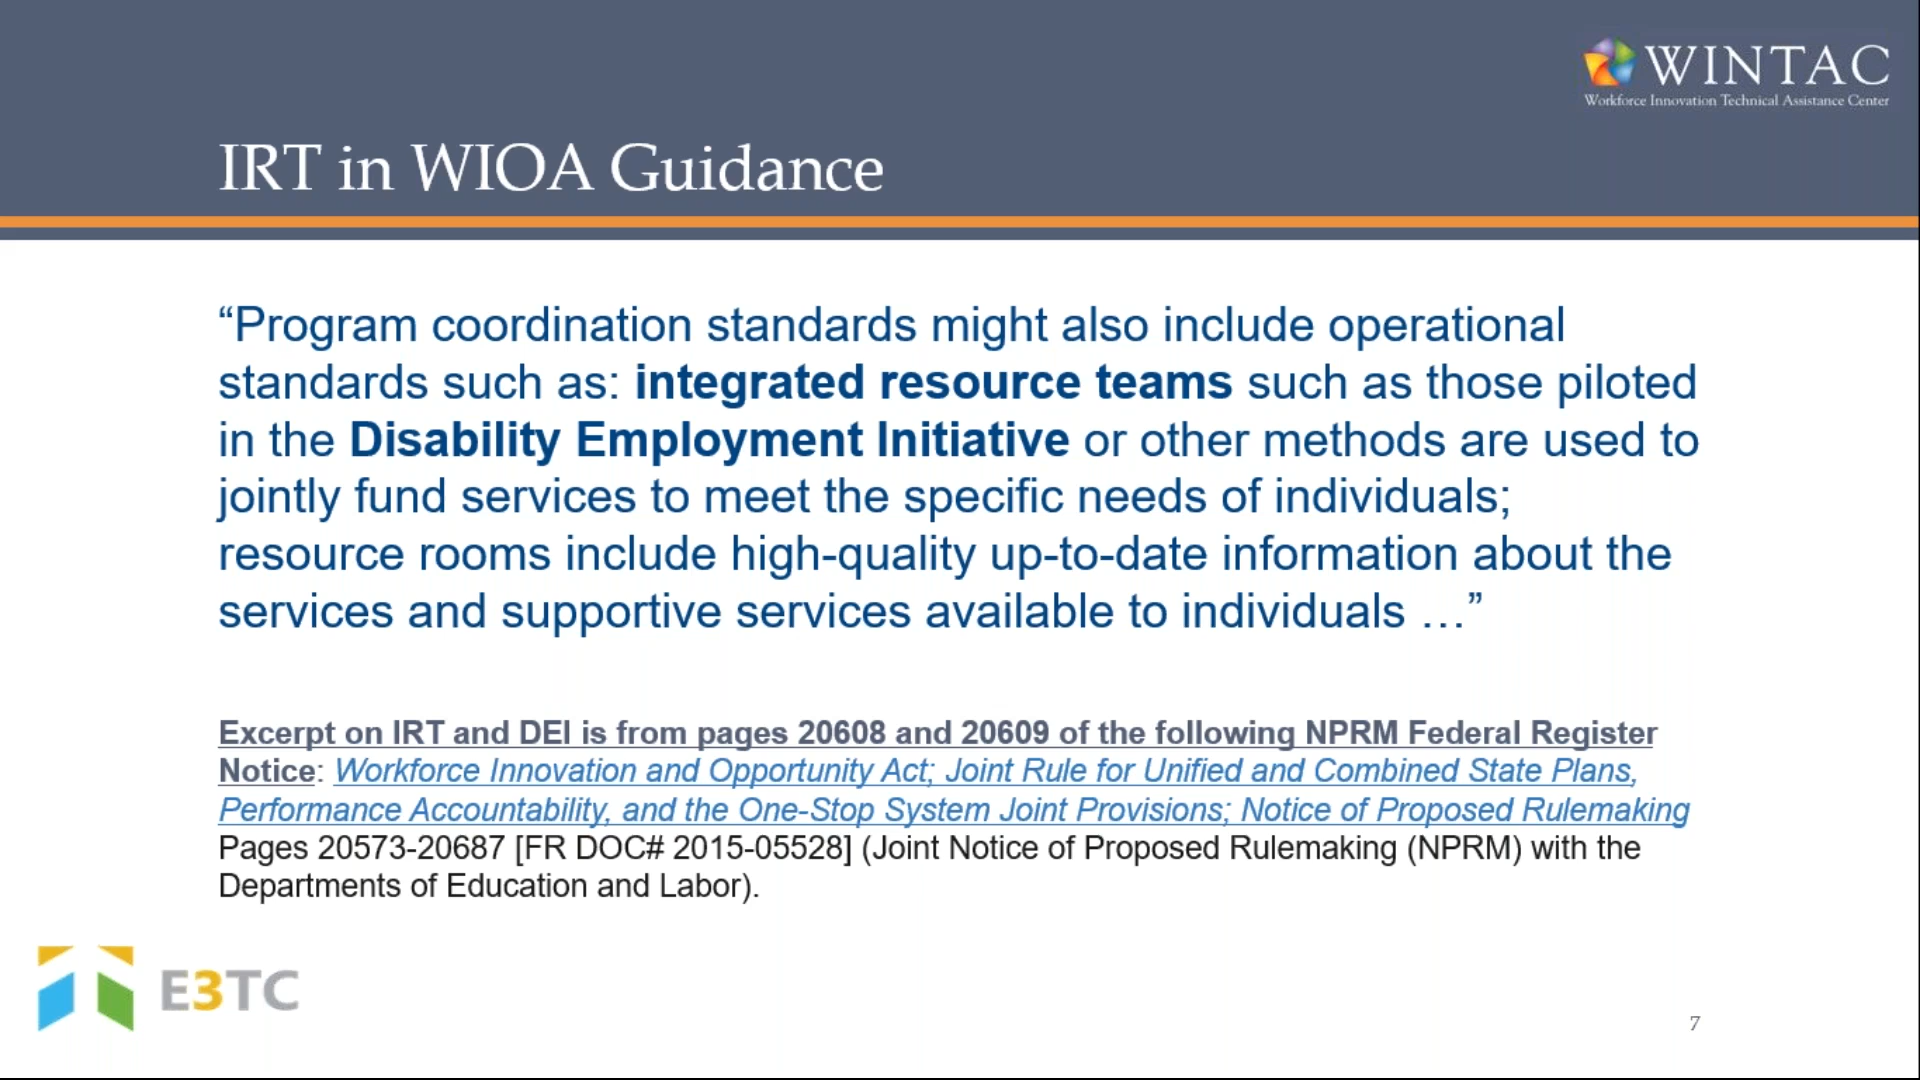 WINTAC
Workforce Innovation Technical Assistance Center
IRT in WIOA Guidance
“Program coordination standards might also include operational
standards such as: integrated resource teams such as those piloted
in the Disability Employment Initiative or other methods are used to
jointly fund services to meet the specific needs of individuals;
resource rooms include high-quality up-to-date information about the
services and supportive services available to individuals …”
Excerpt on IRT and DEI is from pages 20608 and 20609 of the following NPRM Federal Register
Notice: Workforce Innovation and Opportunity Act; Joint Rule for Unified and Combined State Plans,
Performance Accountability, and the One-Stop System Joint Provisions; Notice of Proposed Rulemaking
Pages 20573-20687 [FR DOC# 2015-05528] (Joint Notice of Proposed Rulemaking (NPRM) with the
Departments of Education and Labor).
E3TC
7